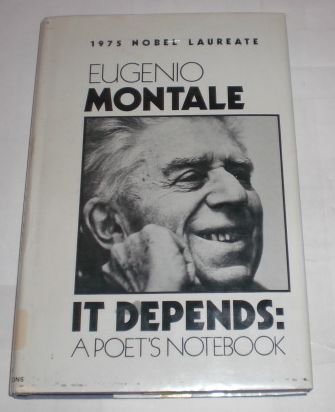 1975 NOBEL LAUREATE
EUGENIO
MONTALE
IT DEPENDS:
A POET'S NOTEBOOK